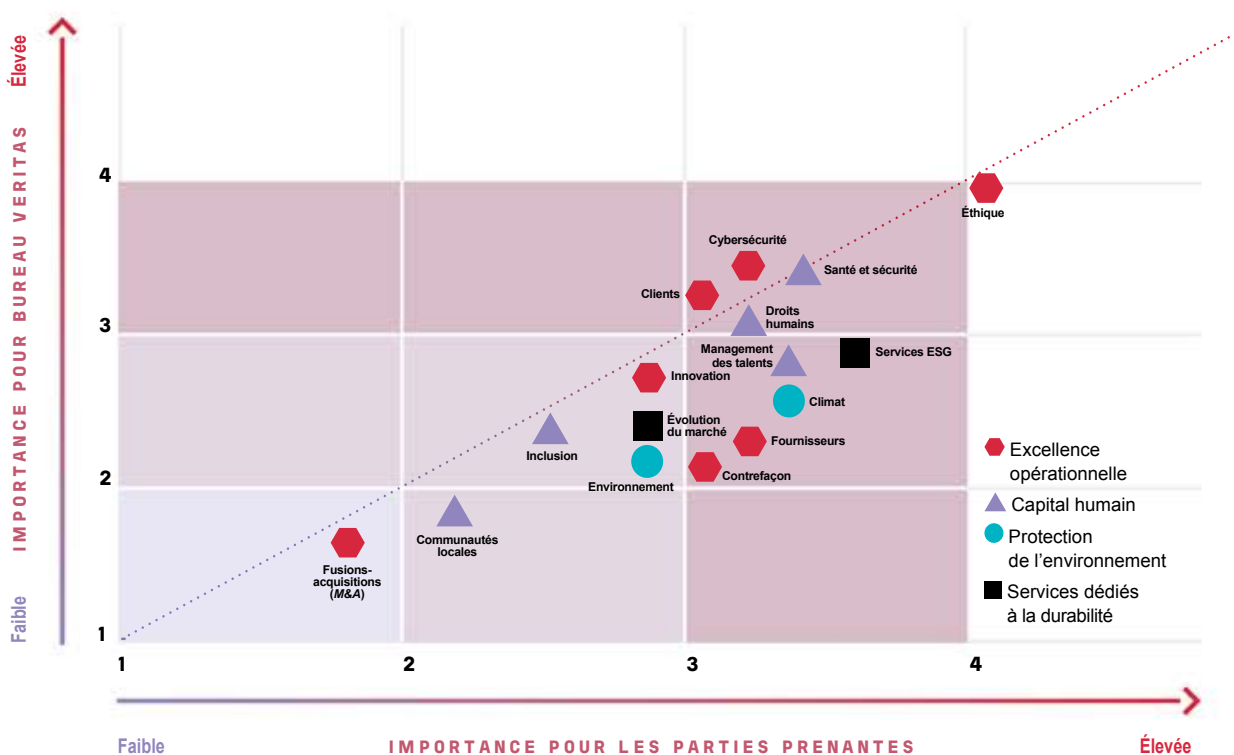 Élevée
IMPORTANCE POUR BUREAU VERITAS
Faible
4
3
2
1
Éthique
Cybersécurité
Santé et sécurité
Clients
Droits
humains
Management
des talents
Services ESG
Innovation
Climat
Évolution
du marché
Fournisseurs
Inclusion
Environnement
Contrefaçon
Communautés
locales
Fusions-
acquisitions
(M&A)
Excellence
opérationnelle
Capital humain
Protection
de l’environnement
Services dédiés
à la durabilité
1
2
3
4
Faible
IMPORTANCE POUR LES PARTIES PRENANTES
Élevée